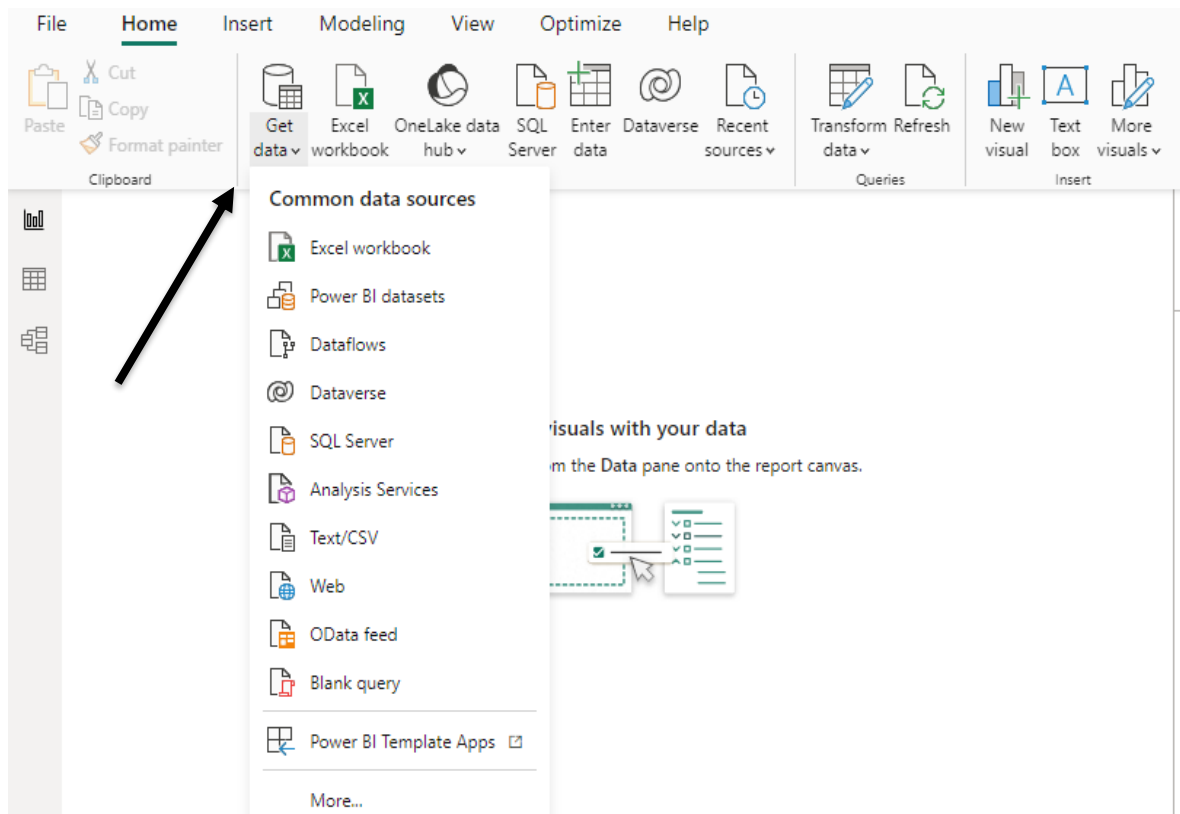 File Home Insert Modeling View Optimize Help
Cut
Copy
Paste
Format painter
Clipboard
Get data
Excel workbook
OneLake data hub
SQL Server
Enter data
Dataverse
Recent sources
Transform data
Refresh
Queries
New visual
Text box
More visuals
Insert
Common data sources
Excel workbook
Power BI datasets
Dataflows
Dataverse
SQL Server
Analysis Services
Text/CSV
Web
OData feed
Blank query
Power BI Template Apps
More...
visuals with your data
om the Data pane onto the report canvas.